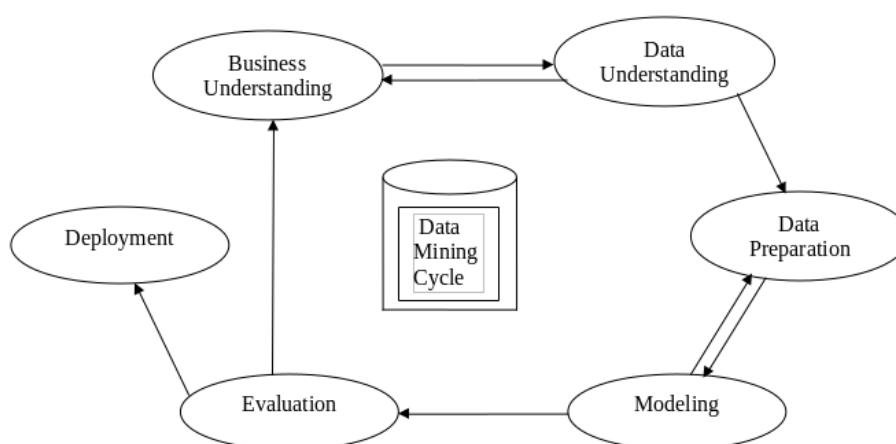 Business
Understanding
Data
Understanding
Deployment
Data
Mining
Cycle
Data
Preparation
Evaluation
Modeling